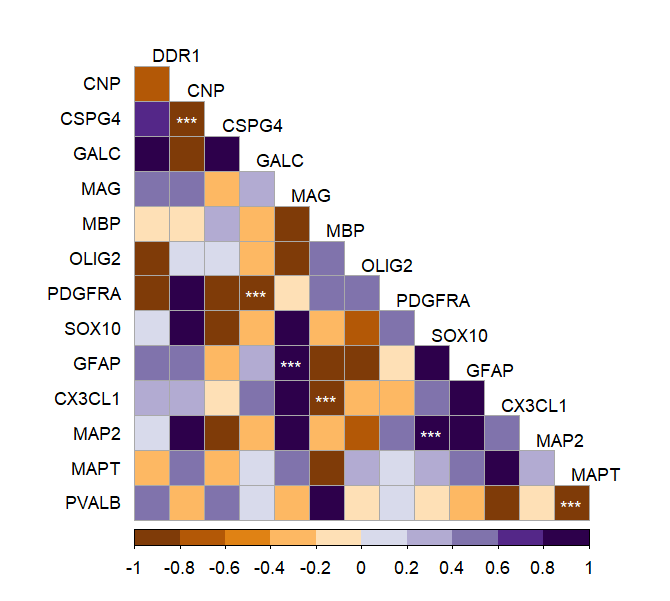 DDR1
CNP CNP
CSPG4 *** CSPG4
GALC GALC
MAG MAG
MBP MBP
OLIG2 OLIG2
PDGFRA *** PDGFRA
SOX10 SOX10
GFAP *** GFAP
CX3CL1 *** CX3CL1
MAP2 *** MAP2
MAPT MAPT
PVALB ***
-1 -0.8 -0.6 -0.4 -0.2 0 0.2 0.4 0.6 0.8 1